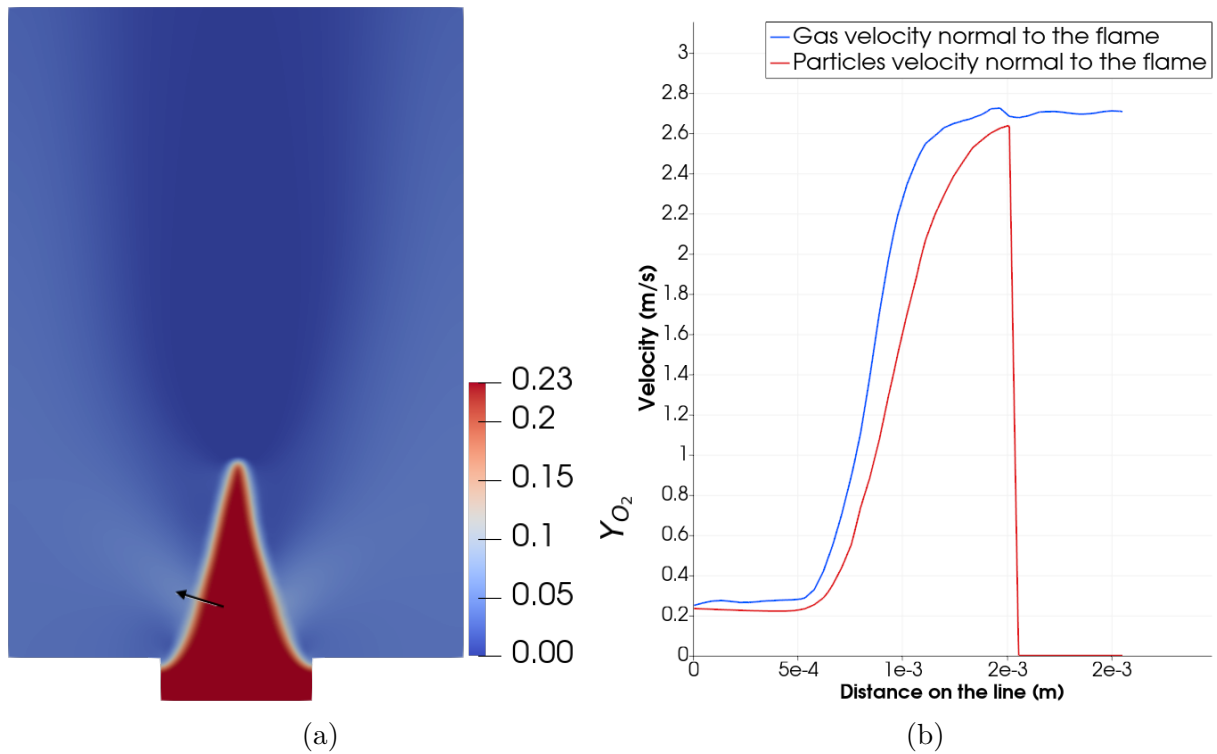 0.23
0.2
0.15
0.1
0.05
0.00
Y_{O_2}
(a)
Gas velocity normal to the flame
Particles velocity normal to the flame
Velocity (m/s)
3
2.8
2.6
2.4
2.2
2
1.8
1.6
1.4
1.2
1
0.8
0.6
0.4
0.2
0
0 5e-4 1e-3 2e-3 2e-3
Distance on the line (m)
(b)